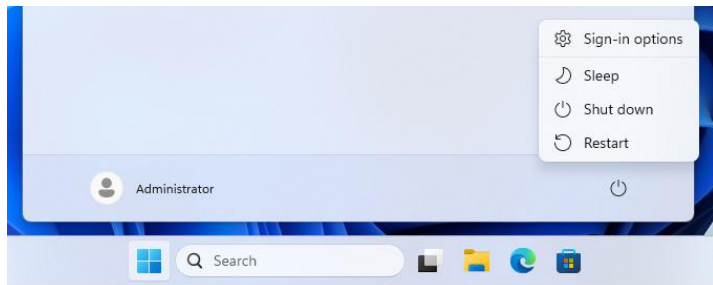 Sign-in options
Sleep
Shut down
Restart
Administrator
Search